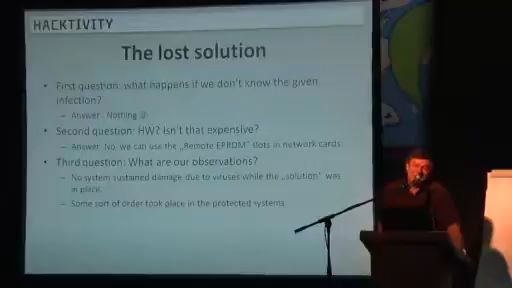 HACKTIVITY
The lost solution
• First question: what happens if we don't know the given
infection?
– Answer: Nothing ☺
• Second question: HW? Isn't that expensive?
– Answer: No, we can use the „Remote EPROM" slots in network cards
• Third question: What are our observations?
– No system sustained damage due to viruses while the „solution" was
in place
– Some sort of order took place in the protected systems